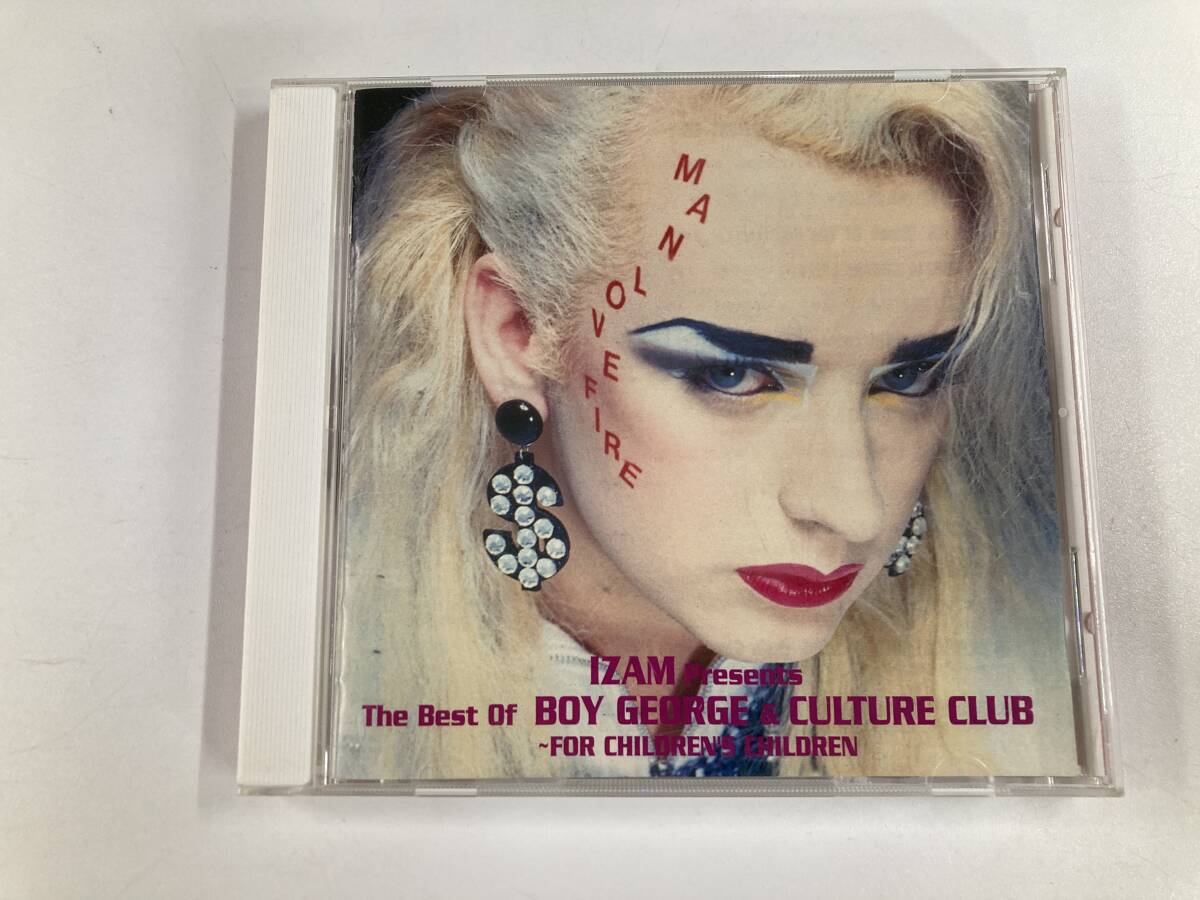 MAN
LOVE
FIRE
IZAM Presents
The Best Of BOY GEORGE & CULTURE CLUB
~FOR CHILDREN'S CHILDREN